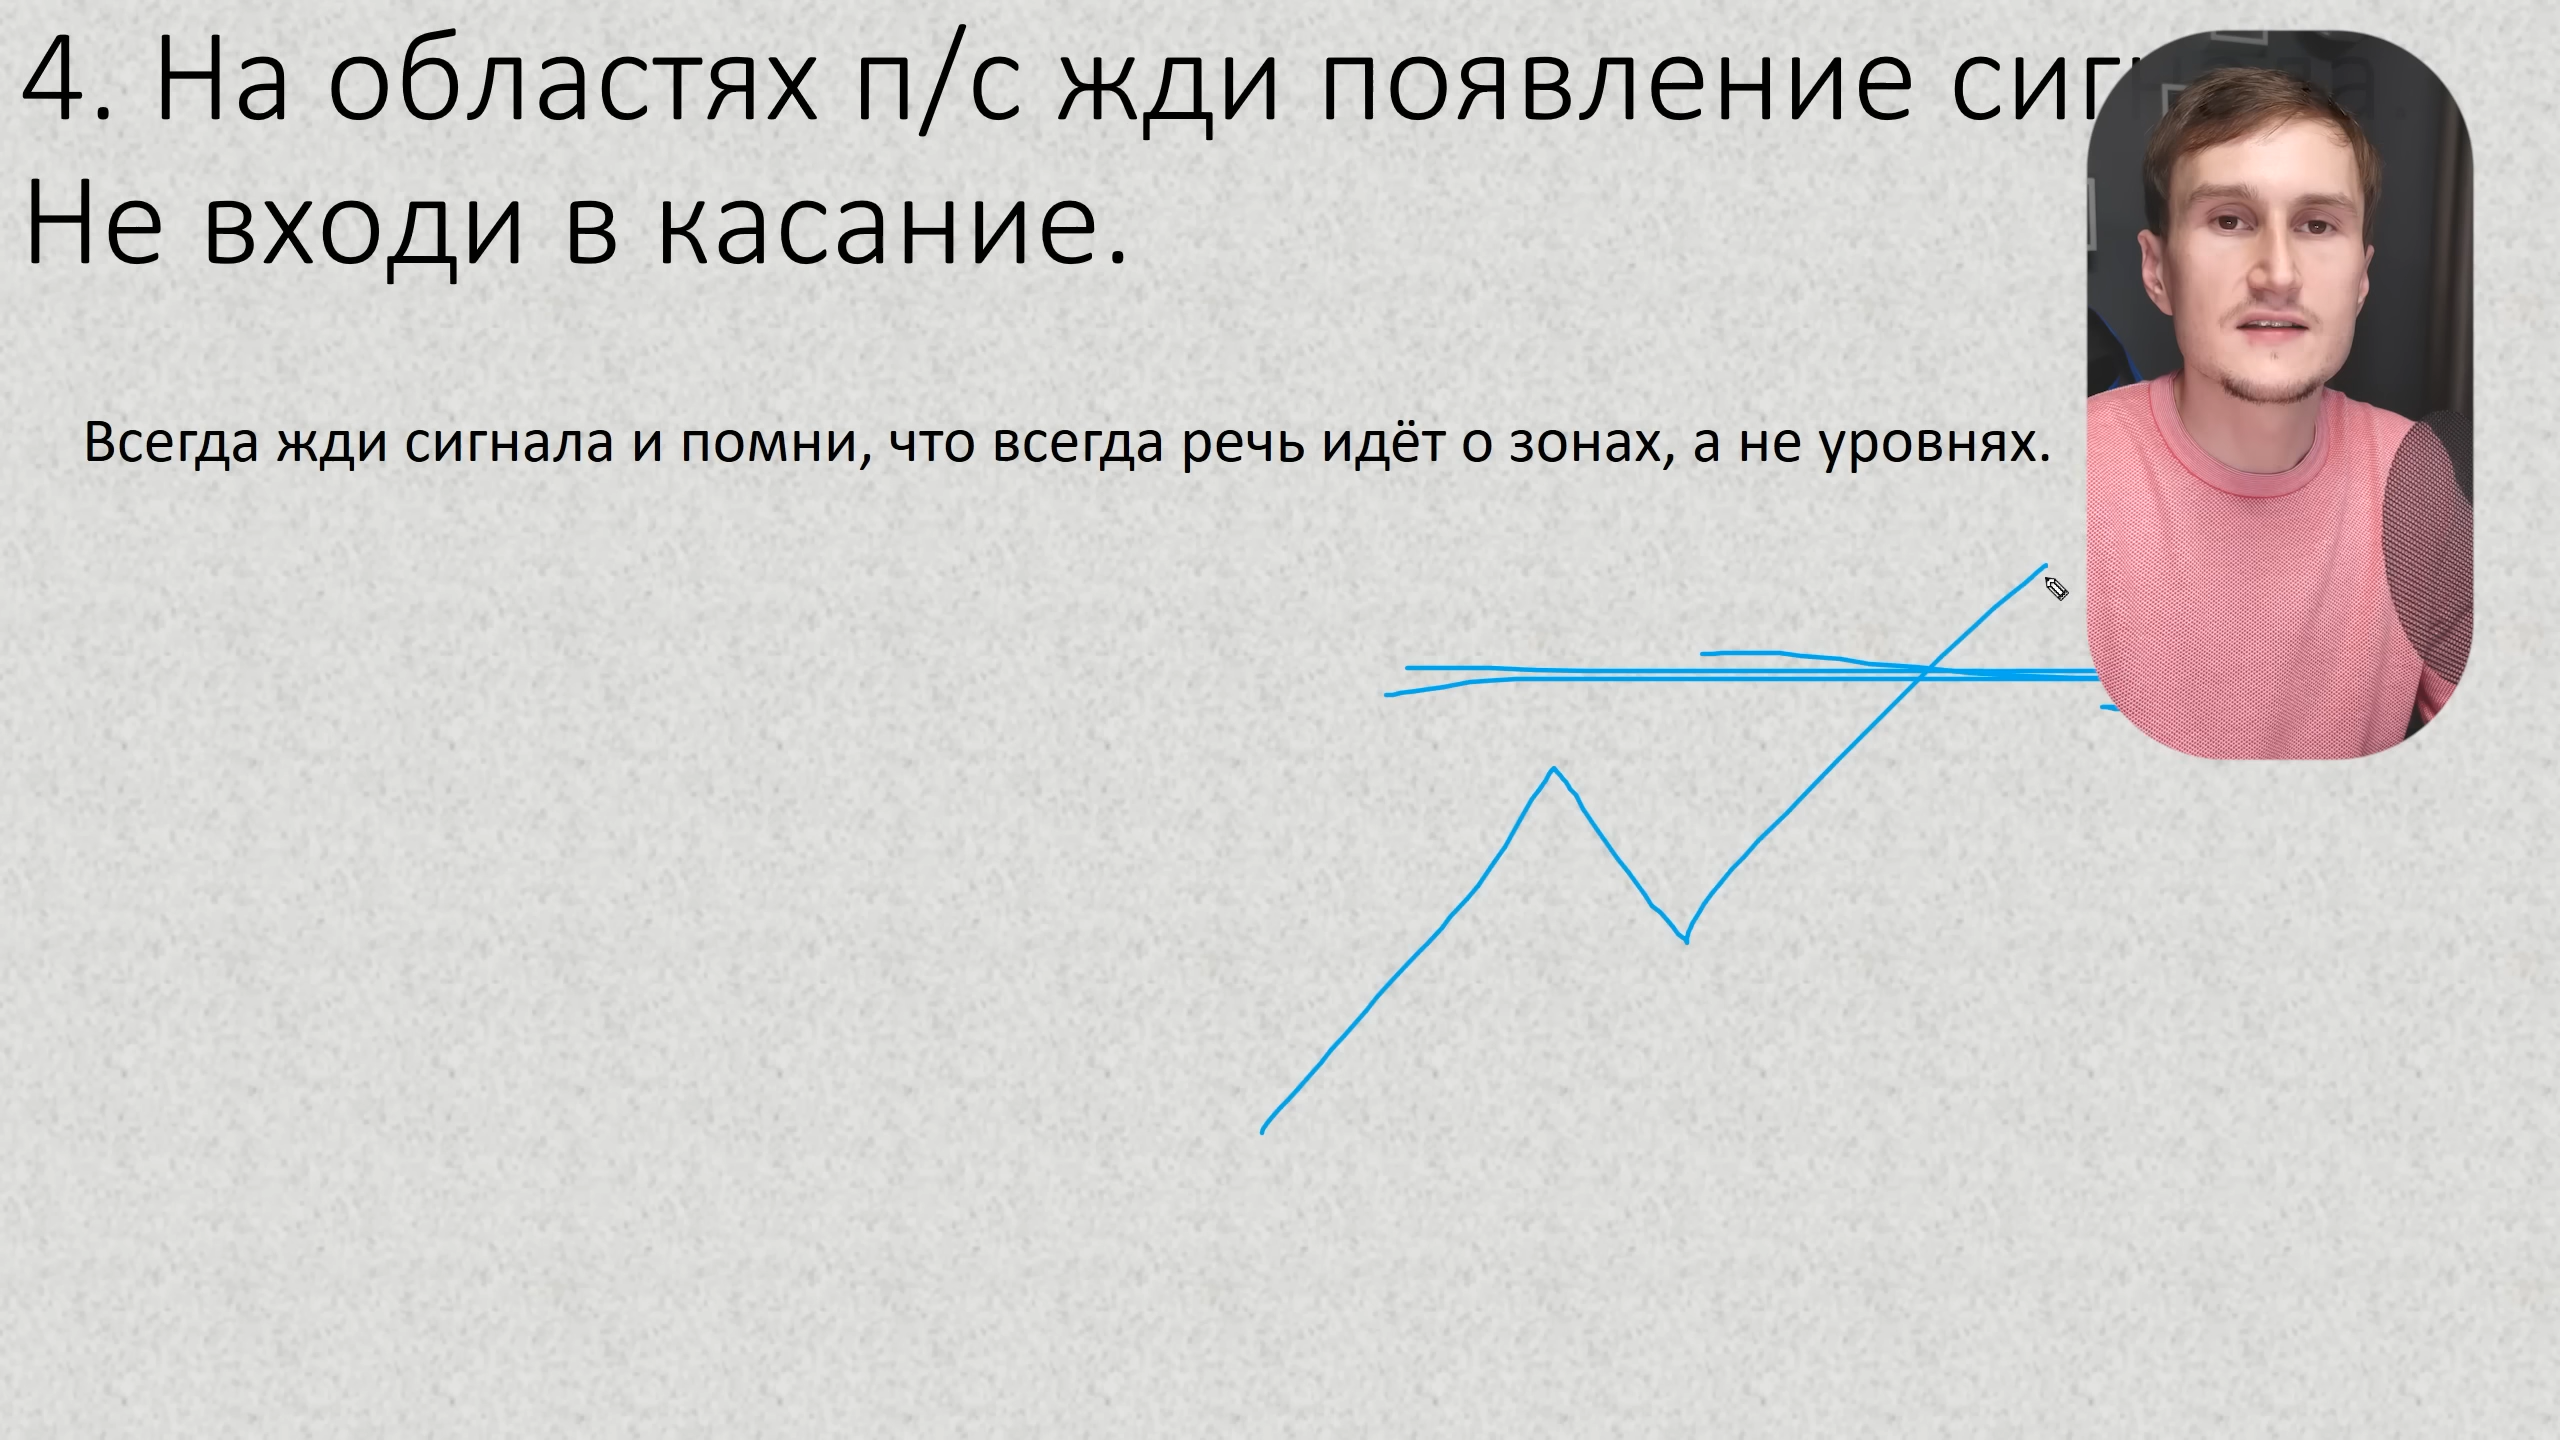 4. На областях п/с жди появление
Не входи в касание.
Всегда жди сигнала и помни, что всегда речь идёт о зонах, а не уровнях.